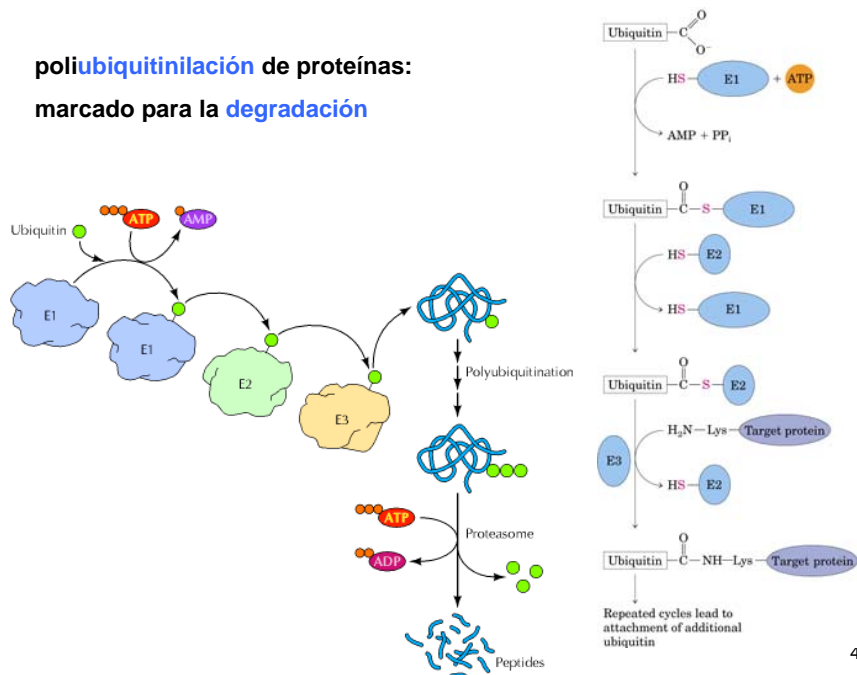 poliubiquitinilación de proteínas:
marcado para la degradación
Ubiquitin
ATP
AMP
E1
E1
E2
E3
Polyubiquitination
ATP
Proteasome
ADP
Peptides
Ubiquitin C O
O⁻
HS E1 + ATP
AMP + PPi
O
Ubiquitin C S E1
HS E2
HS E1
O
Ubiquitin C S E2
H2N Lys Target protein
E3
HS E2
O
Ubiquitin C NH Lys Target protein
Repeated cycles lead to
attachment of additional
ubiquitin
4